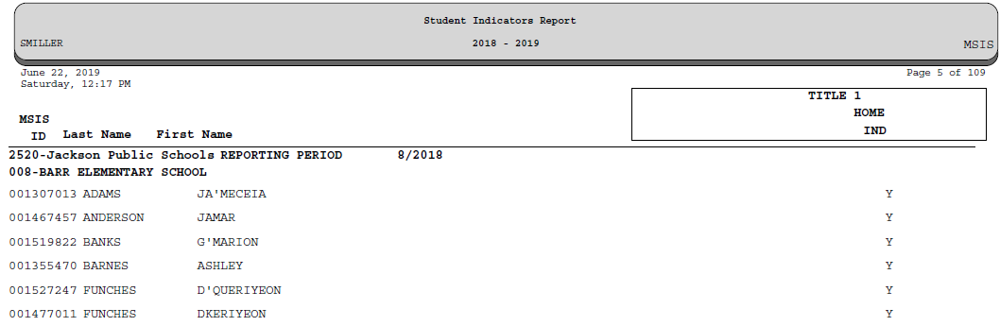 Student Indicators Report
SMILLER 2018 - 2019 MSIS
June 22, 2019 Page 5 of 109
Saturday, 12:17 PM
TITLE 1
HOME
IND
MSIS
ID Last Name First Name
2520-Jackson Public Schools REPORTING PERIOD 8/2018
008-BARR ELEMENTARY SCHOOL
001307013 ADAMS JA'MECEIA Y
001467457 ANDERSON JAMAR Y
001519822 BANKS G'MARION Y
001355470 BARNES ASHLEY Y
001527247 FUNCHES D'QUERIYEON Y
001477011 FUNCHES DKERIYEON Y